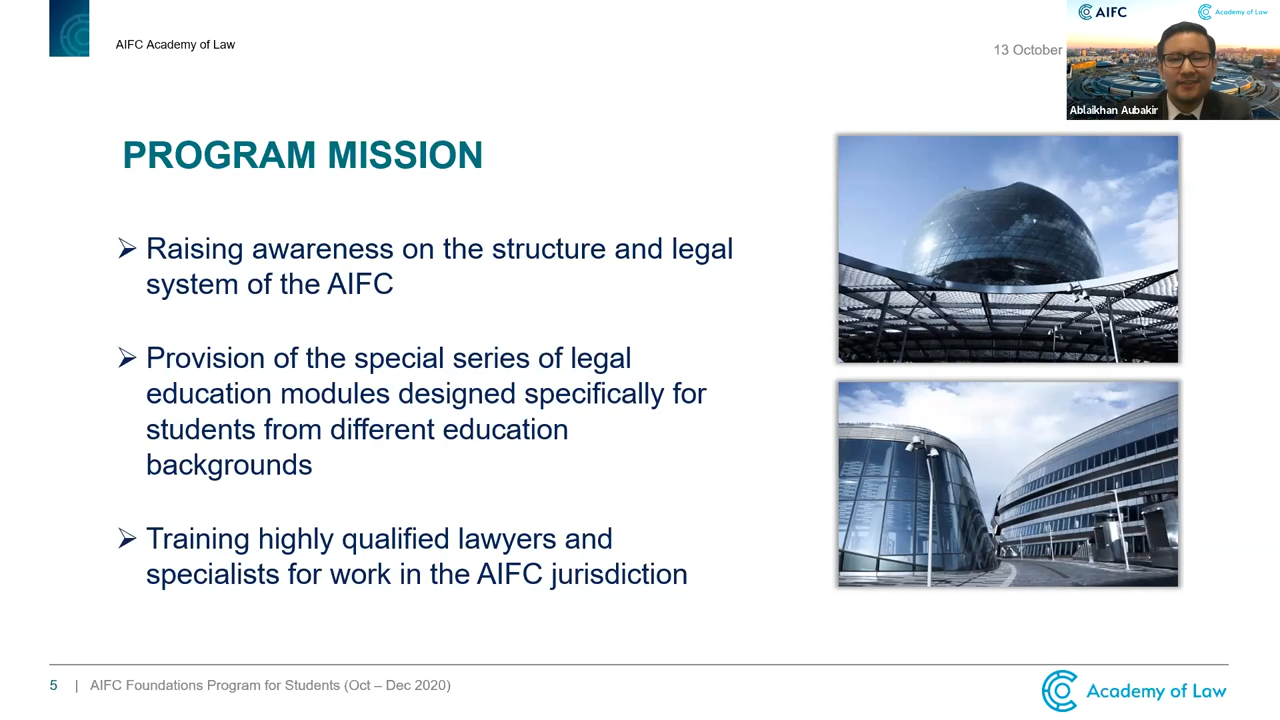 AIFC Academy of Law
13 October
AIFC
Academy of Law
Ablaikhan Aubakir
PROGRAM MISSION
➢ Raising awareness on the structure and legal
system of the AIFC
➢ Provision of the special series of legal
education modules designed specifically for
students from different education
backgrounds
➢ Training highly qualified lawyers and
specialists for work in the AIFC jurisdiction
5 | AIFC Foundations Program for Students (Oct – Dec 2020)
Academy of Law